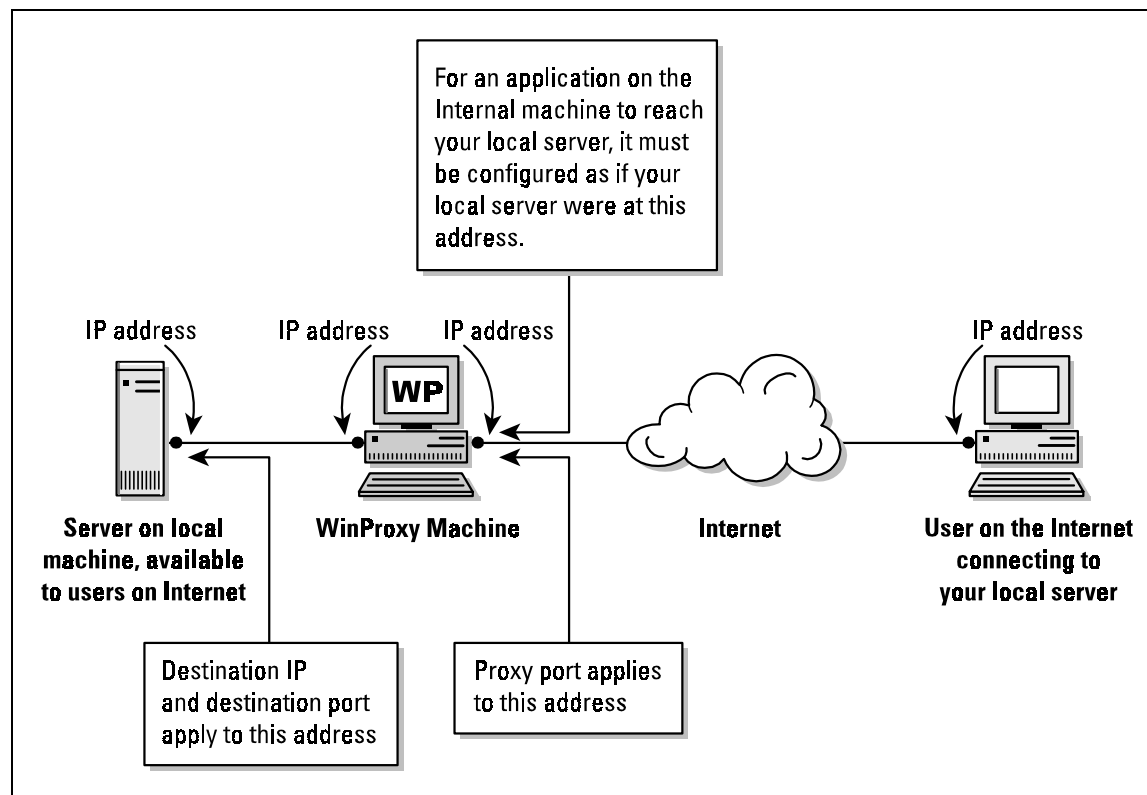 For an application on the
Internal machine to reach
your local server, it must
be configured as if your
local server were at this
address.
IP address
IP address
IP address
IP address
WP
Server on local
machine, available
to users on Internet
WinProxy Machine
Internet
User on the Internet
connecting to
your local server
Destination IP
and destination port
apply to this address
Proxy port applies
to this address